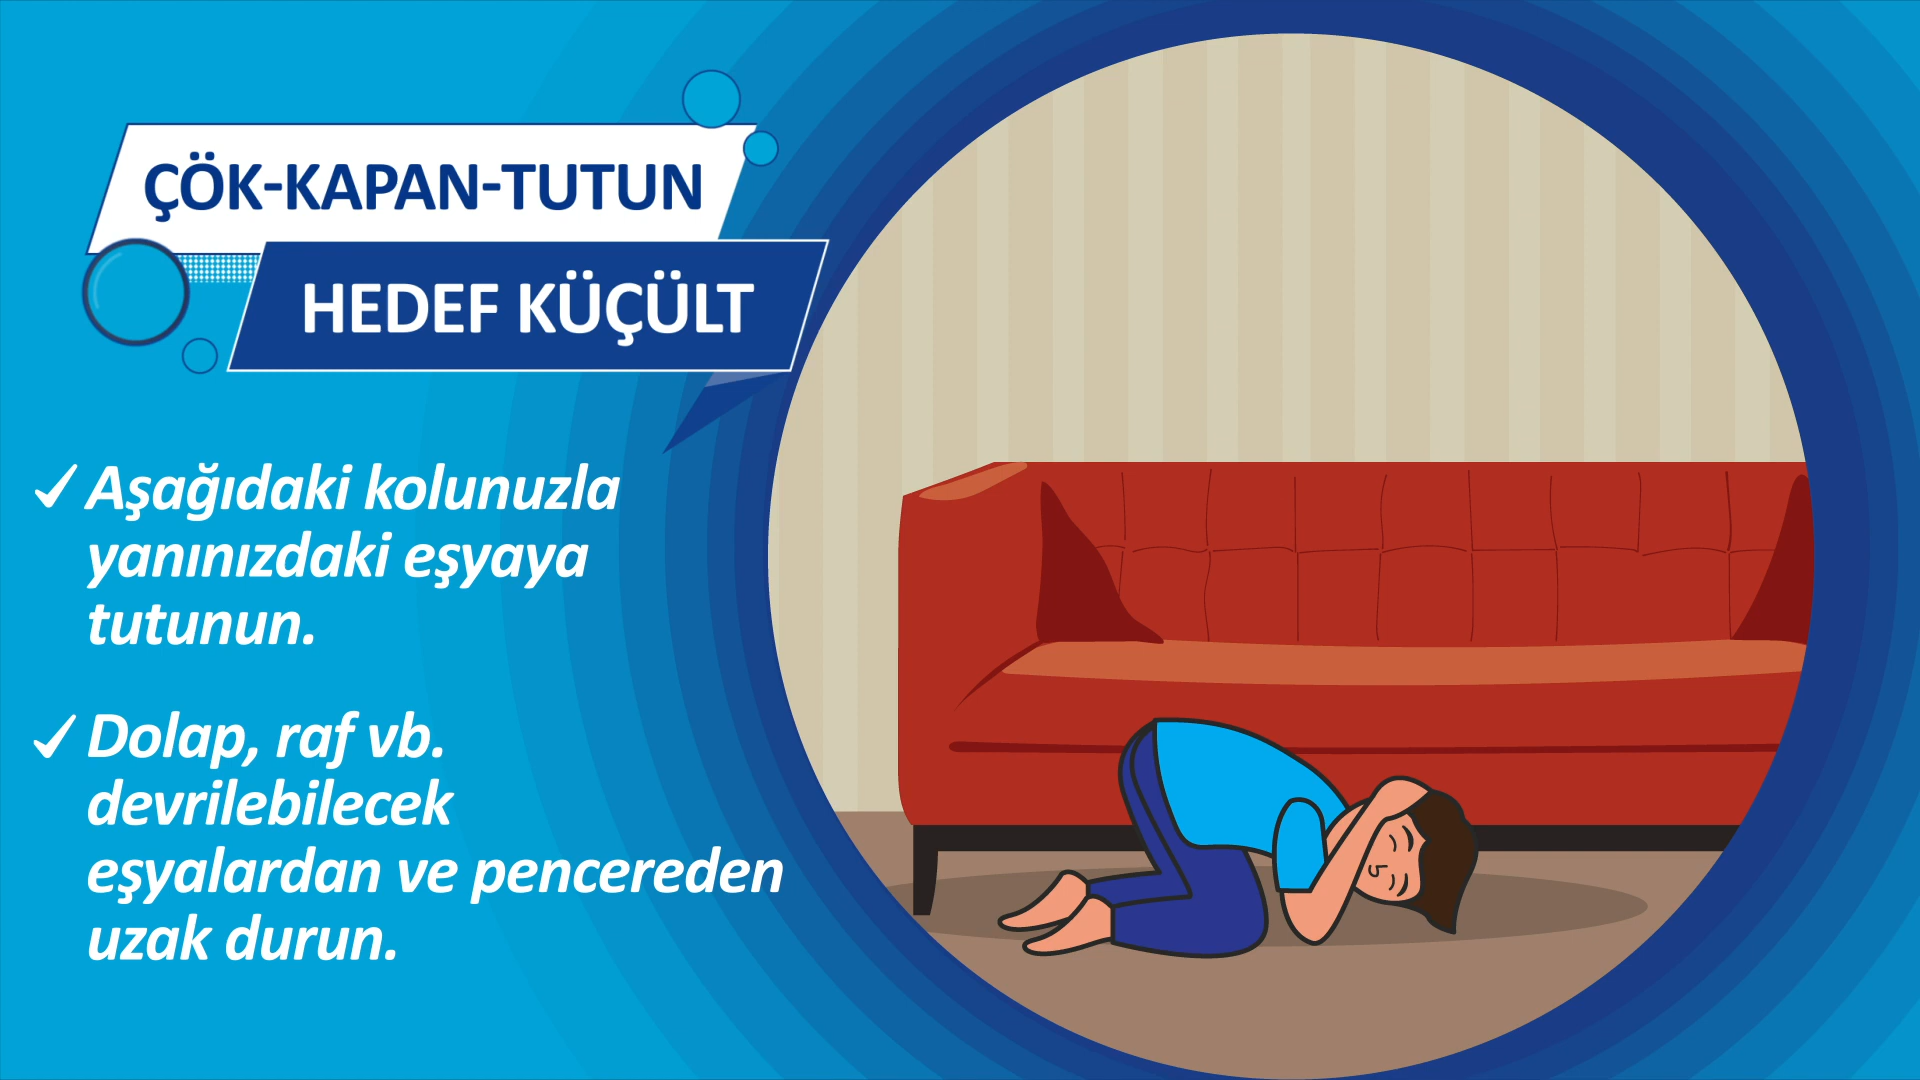 ÇÖK-KAPAN-TUTUN
HEDEF KÜÇÜLT
Aşağıdaki kolunuzla
yanınızdaki eşyaya
tutunun.
Dolap, raf vb.
devrilebilecek
eşyalardan ve pencereden
uzak durun.